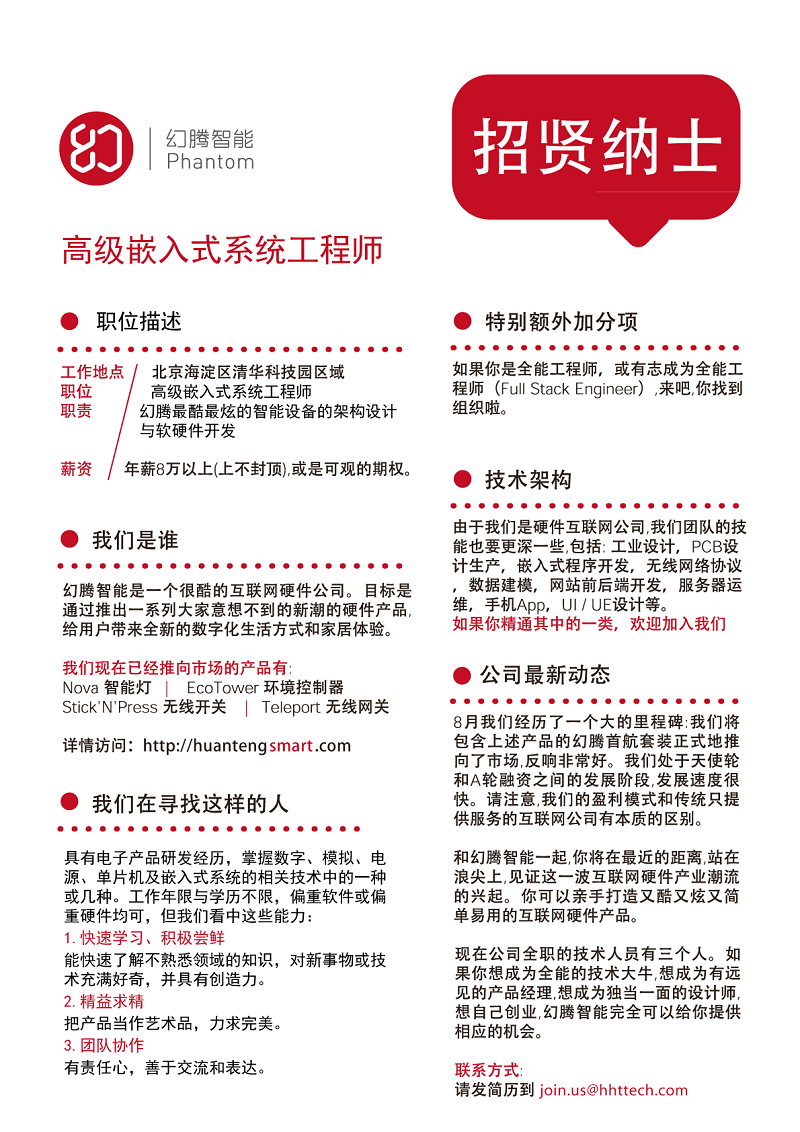 幻腾智能
Phantom
招贤纳士
高级嵌入式系统工程师
职位描述
工作地点 北京海淀区清华科技园区域
职位 高级嵌入式系统工程师
职责 幻腾最酷最炫的智能设备的架构设计
与软硬件开发
薪资 年薪8万以上(上不封顶),或是可观的期权。
我们是谁
幻腾智能是一个很酷的互联网硬件公司。目标是
通过推出一系列大家意想不到的新潮的硬件产品,
给用户带来全新的数字化生活方式和家居体验。
我们现在已经推向市场的产品有:
Nova 智能灯 | EcoTower 环境控制器
Stick'N'Press 无线开关 | Teleport 无线网关
详情访问：http://huantengsmart.com
我们在寻找这样的人
具有电子产品研发经历，掌握数字、模拟、电
源、单片机及嵌入式系统的相关技术中的一种
或几种。工作年限与学历不限，偏重软件或偏
重硬件均可，但我们看中这些能力：
1. 快速学习、积极尝鲜
能快速了解不熟悉领域的知识，对新事物或技
术充满好奇，并具有创造力。
2. 精益求精
把产品当作艺术品，力求完美。
3. 团队协作
有责任心，善于交流和表达。
特别额外加分项
如果你是全能工程师，或有志成为全能工
程师（Full Stack Engineer）,来吧,你找到
组织啦。
技术架构
由于我们是硬件互联网公司,我们团队的技
能也要更深一些,包括: 工业设计，PCB设
计生产，嵌入式程序开发，无线网络协议
，数据建模，网站前后端开发，服务器运
维，手机App，UI / UE设计等。
如果你精通其中的一类，欢迎加入我们
公司最新动态
8月我们经历了一个大的里程碑:我们将
包含上述产品的幻腾首航套装正式地推
向了市场,反响非常好。我们处于天使轮
和A轮融资之间的发展阶段,发展速度很
快。请注意,我们的盈利模式和传统只提
供服务的互联网公司有本质的区别。
和幻腾智能一起,你将在最近的距离,站在
浪尖上,见证这一波互联网硬件产业潮流
的兴起。你可以亲手打造又酷又炫又简
单易用的互联网硬件产品。
现在公司全职的技术人员有三个人。如
果你想成为全能的技术大牛,想成为有远
见的产品经理,想成为独当一面的设计师,
想自己创业,幻腾智能完全可以给你提供
相应的机会。
联系方式:
请发简历到 join.us@hhttech.com